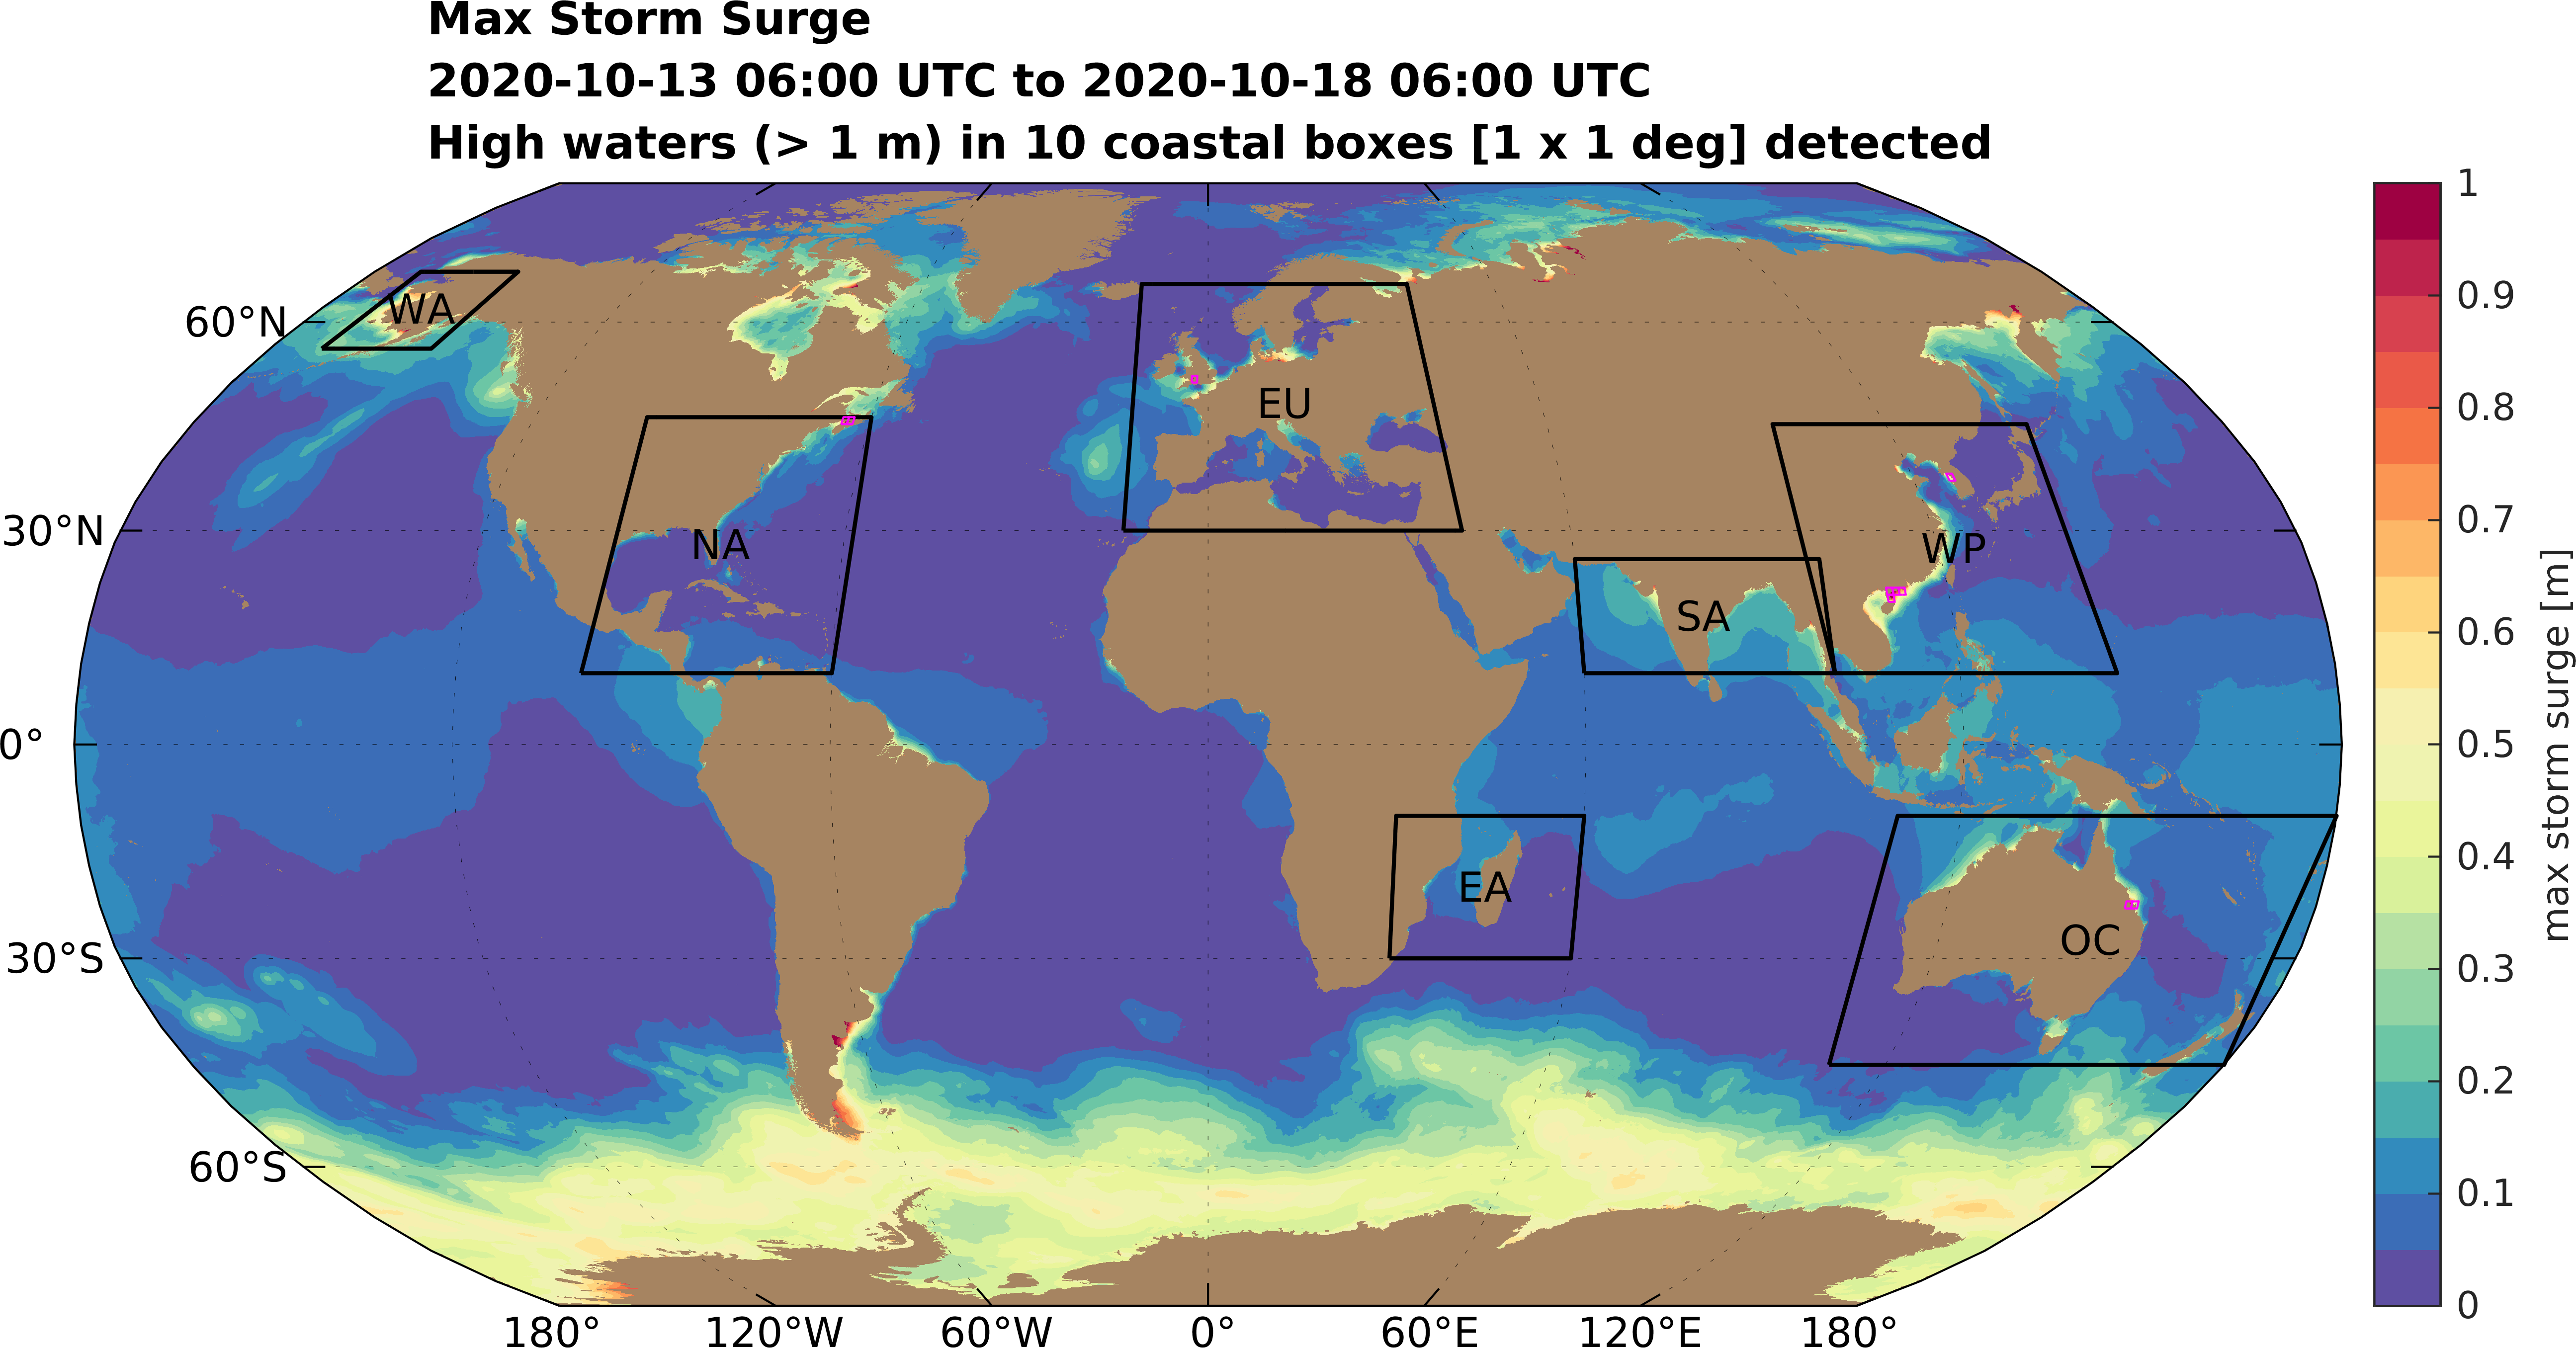 Max Storm Surge
2020-10-13 06:00 UTC to 2020-10-18 06:00 UTC
High waters (> 1 m) in 10 coastal boxes [1 x 1 deg] detected
60°N
30°N
0°
30°S
60°S
WA
NA
EU
SA
WP
EA
OC
180°
120°W
60°W
0°
60°E
120°E
180°
1
0.9
0.8
0.7
0.6
0.5
0.4
0.3
0.2
0.1
0
max storm surge [m]